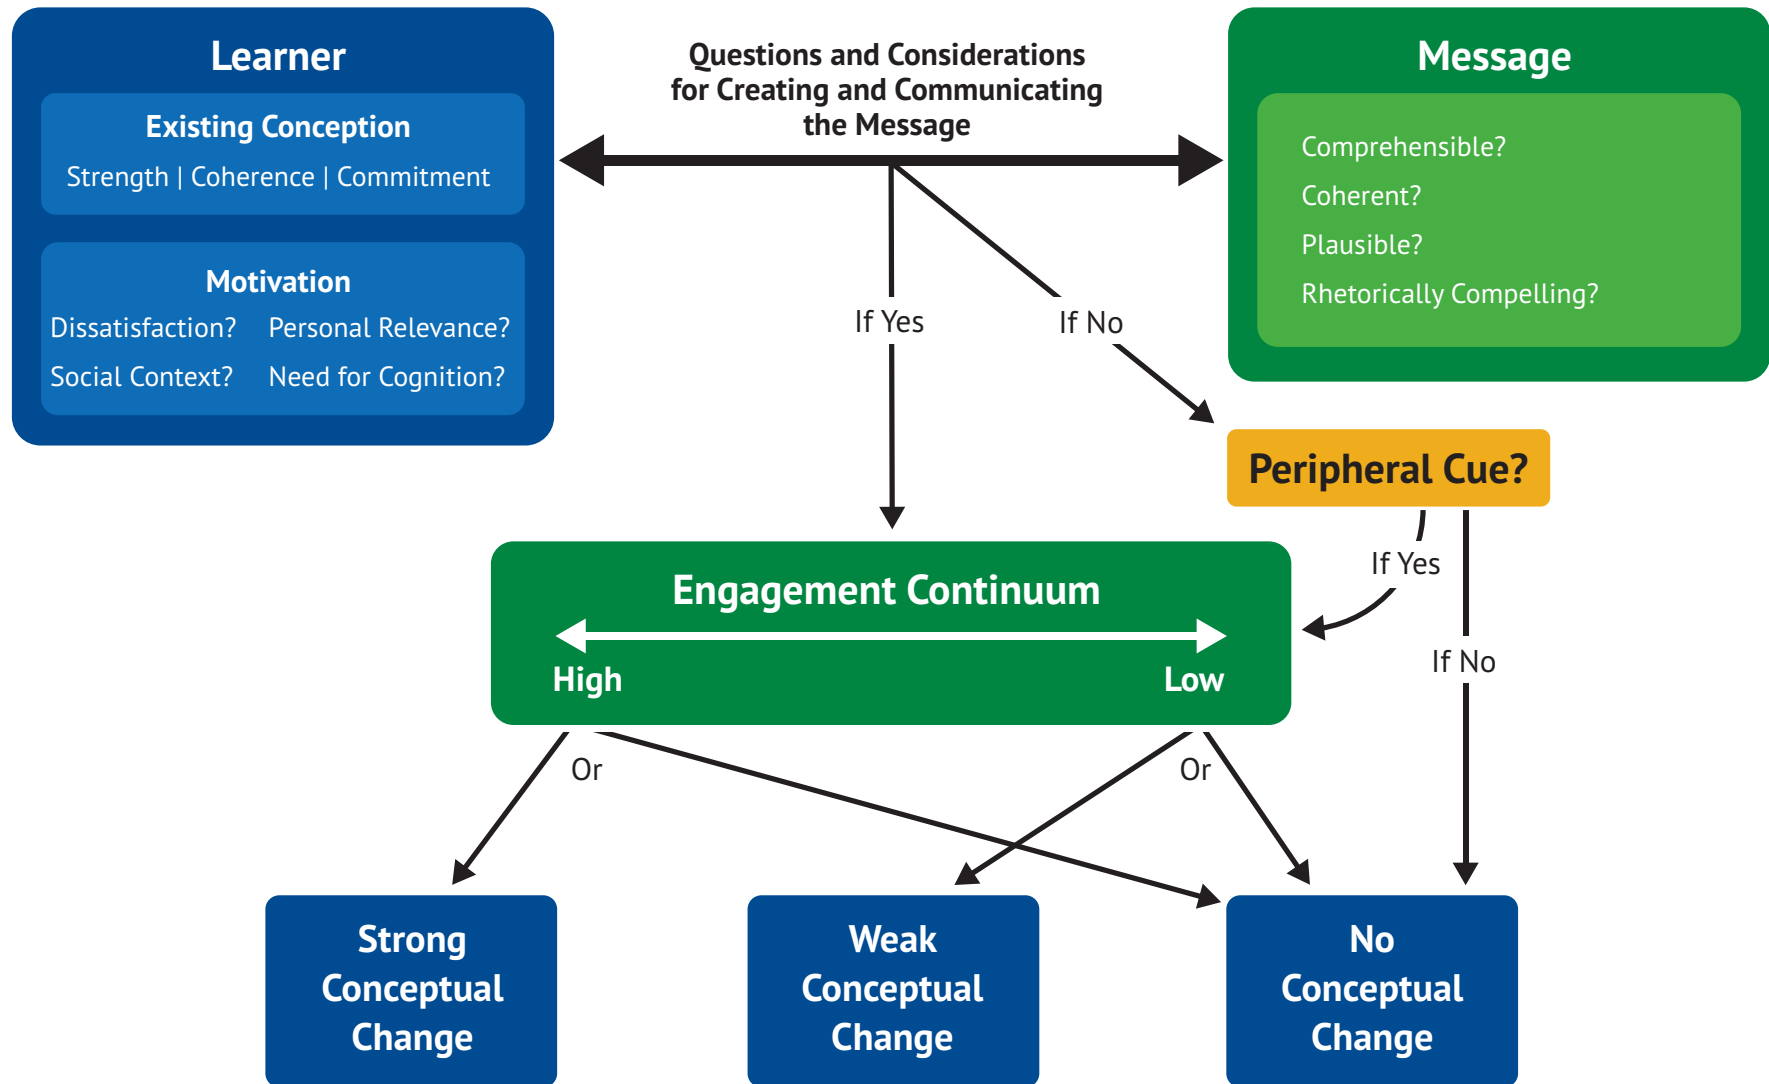 Learner
Existing Conception
Strength | Coherence | Commitment
Motivation
Dissatisfaction? Personal Relevance?
Social Context? Need for Cognition?
Questions and Considerations
for Creating and Communicating
the Message
Message
Comprehensible?
Coherent?
Plausible?
Rhetorically Compelling?
If Yes
If No
Peripheral Cue?
If Yes
If No
Engagement Continuum
High
Low
Or
Or
Strong
Conceptual
Change
Weak
Conceptual
Change
No
Conceptual
Change